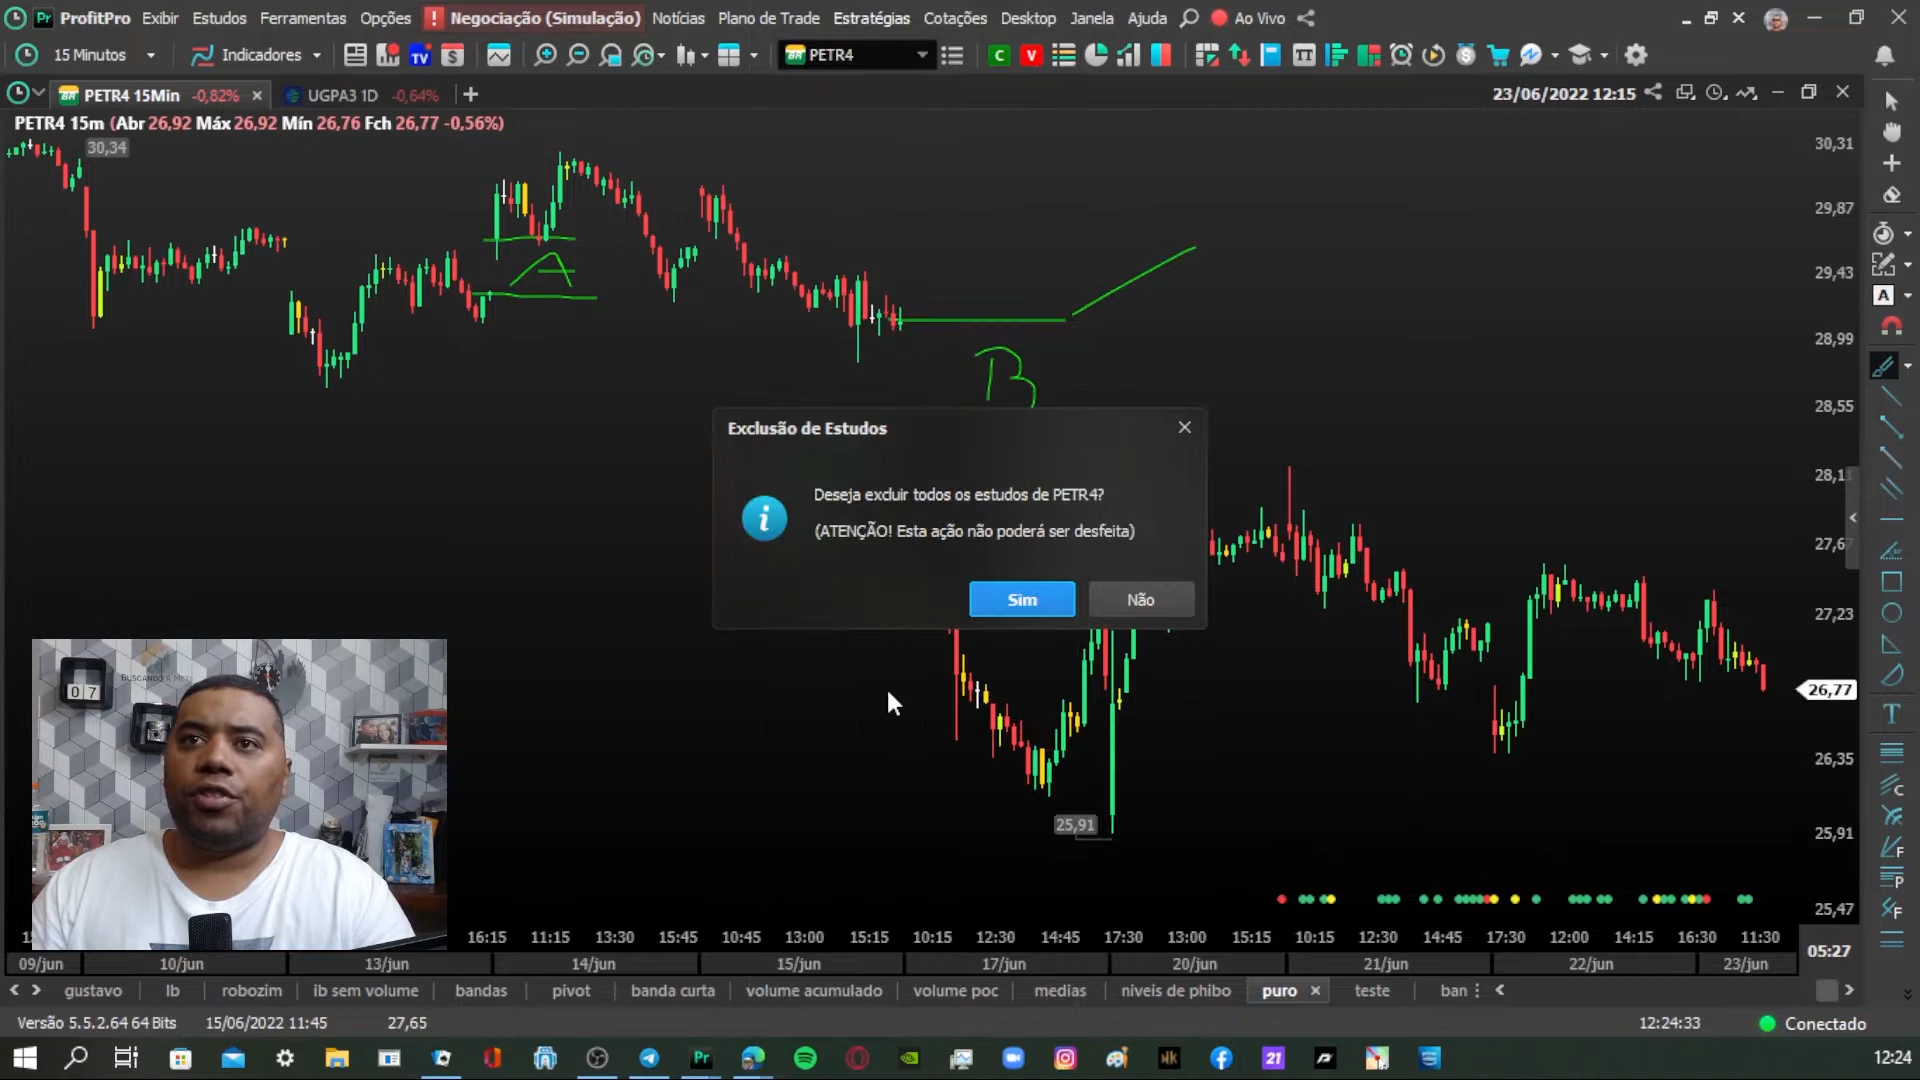 ProfitPro Exibir Estudos Ferramentas Opções Negociação (Simulação) Notícias Plano de Trade Estratégias Cotações Desktop Janela Ajuda Ao Vivo
15 Minutos Indicadores TV PETR4 C V TT
PETR4 15Min -0,82% UGPA3 1D -0,64% 23/06/2022 12:15
PETR4 15m (Abr 26,92 Máx 26,92 Mín 26,76 Fch 26,77 -0,56%)
30,34
30,31
29,87
29,43
28,99
28,55
27,23
26,77
26,35
25,91
25,47
A
B
Exclusão de Estudos
Deseja excluir todos os estudos de PETR4?
(ATENÇÃO! Esta ação não poderá ser desfeita)
Sim Não
25,91
07
16:15 11:15 13:30 15:45 10:45 13:00 15:15 10:15 12:30 14:45 17:30 13:00 15:15 10:15 12:30 14:45 17:30 12:00 14:15 16:30 11:30
05:27
09/jun 10/jun 13/jun 14/jun 15/jun 17/jun 20/jun 21/jun 22/jun 23/jun
gustavo lb robozim ib sem volume bandas pivot banda curta volume acumulado volume poc medias niveis de phibo puro teste ban
Versão 5.5.2.64 64 Bits 15/06/2022 11:45 27,65 12:24:33 Conectado
12:24